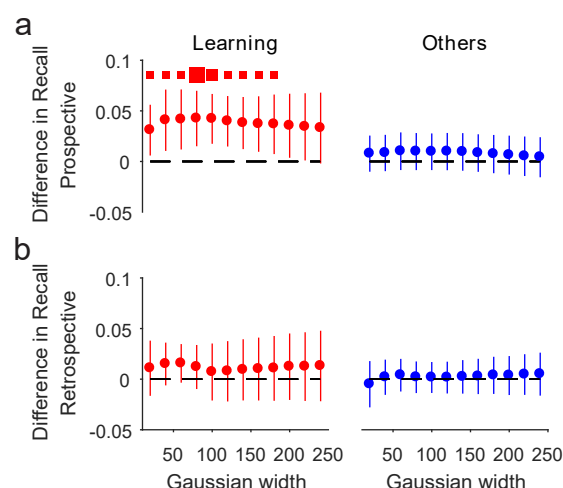 a
Learning Others
Difference in Recall
Prospective
0.1
0.05
0
-0.05
b
Difference in Recall
Retrospective
0.1
0.05
0
-0.05
50 100 150 200 250 50 100 150 200 250
Gaussian width Gaussian width